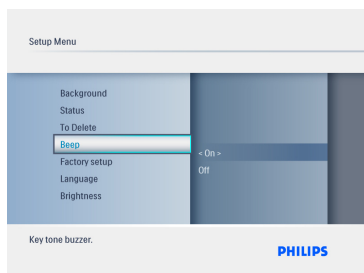 Setup Menu
Background
Status
To Delete
Beep
< On >
Factory setup
Off
Language
Brightness
Key tone buzzer.
PHILIPS